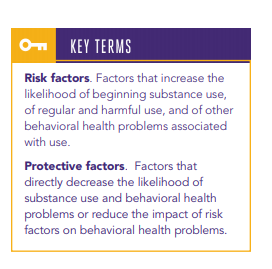 KEY TERMS
Risk factors. Factors that increase the
likelihood of beginning substance use,
of regular and harmful use, and of other
behavioral health problems associated
with use.
Protective factors.  Factors that
directly decrease the likelihood of
substance use and behavioral health
problems or reduce the impact of risk
factors on behavioral health problems.